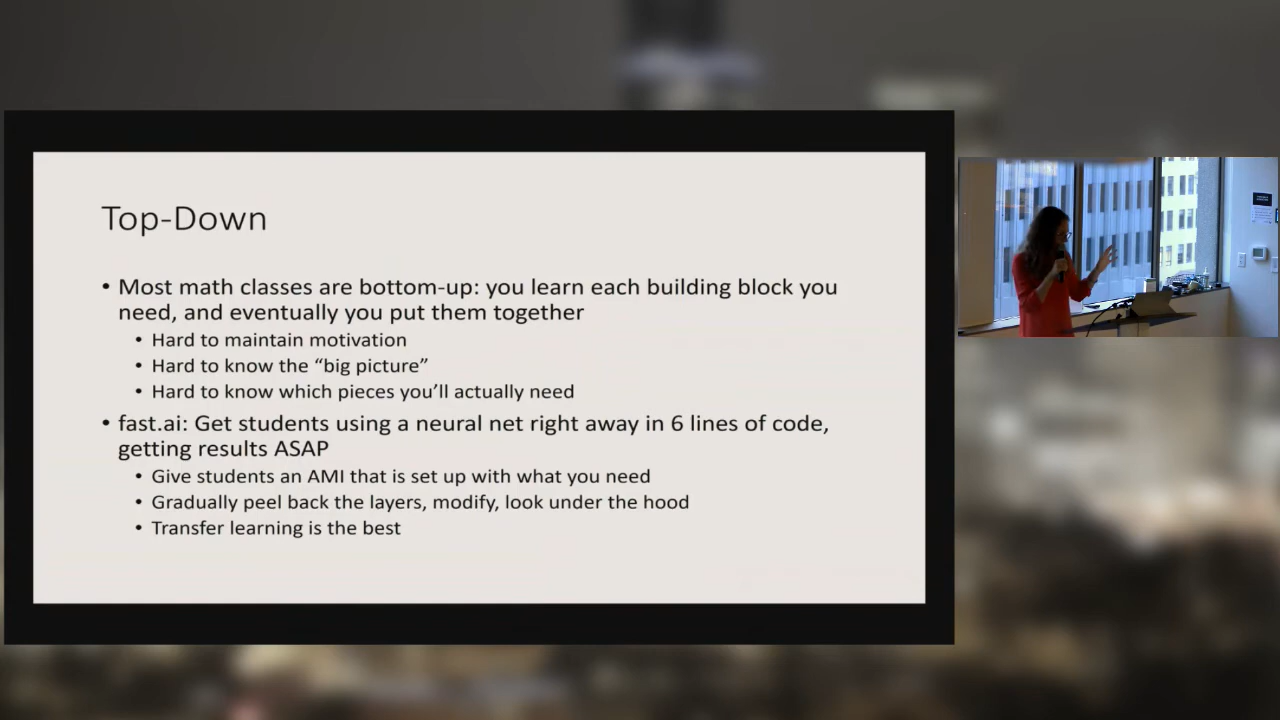 Top-Down
• Most math classes are bottom-up: you learn each building block you
need, and eventually you put them together
• Hard to maintain motivation
• Hard to know the “big picture”
• Hard to know which pieces you’ll actually need
• fast.ai: Get students using a neural net right away in 6 lines of code,
getting results ASAP
• Give students an AMI that is set up with what you need
• Gradually peel back the layers, modify, look under the hood
• Transfer learning is the best